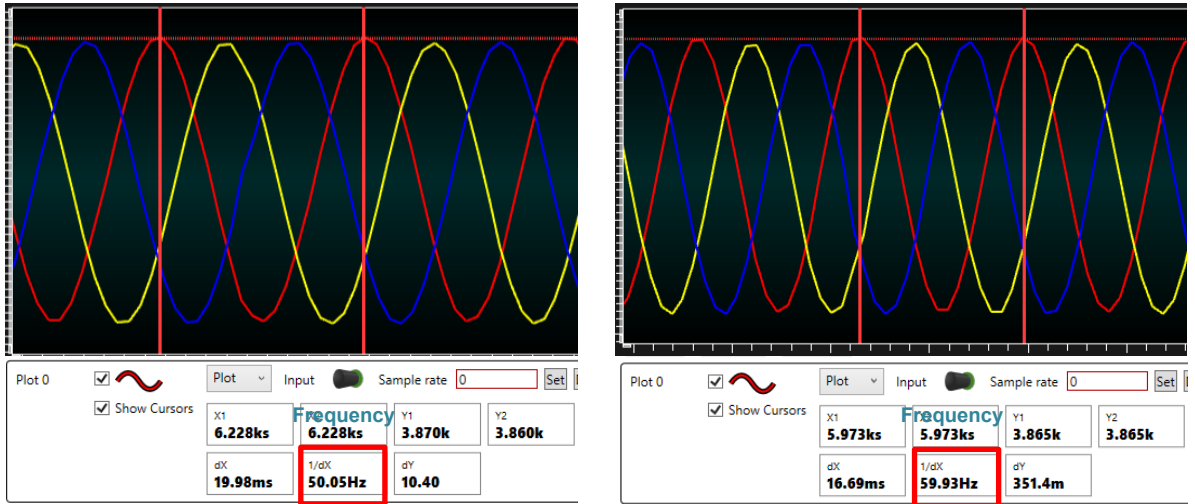 Plot 0
Plot
Input
Sample rate
0
Set
Show Cursors
Frequency
X1
6.228ks
6.228ks
Y1
3.870k
Y2
3.860k
dX
19.98ms
1/dX
50.05Hz
dY
10.40
Plot 0
Plot
Input
Sample rate
0
Set
Show Cursors
Frequency
X1
5.973ks
5.973ks
Y1
3.865k
Y2
3.865k
dX
16.69ms
1/dX
59.93Hz
dY
351.4m